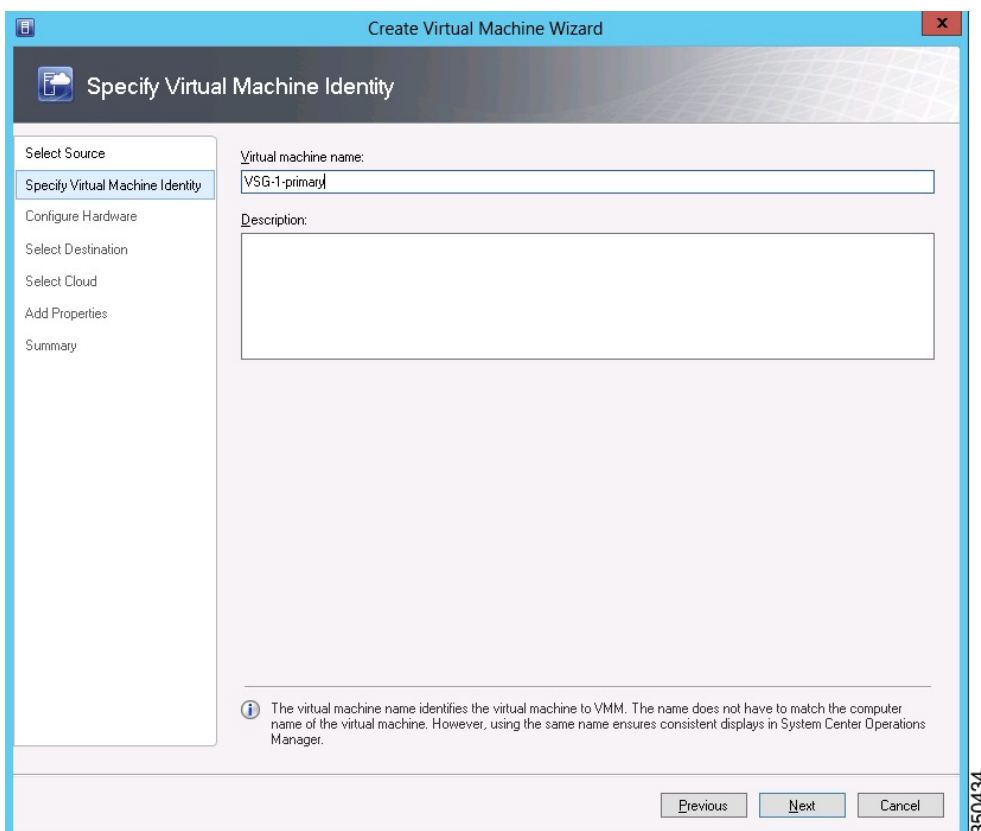 Create Virtual Machine Wizard
x
Specify Virtual Machine Identity
Select Source
Specify Virtual Machine Identity
Configure Hardware
Select Destination
Select Cloud
Add Properties
Summary
Virtual machine name:
VSG-1-primary
Description:
The virtual machine name identifies the virtual machine to VMM. The name does not have to match the computer
name of the virtual machine. However, using the same name ensures consistent displays in System Center Operations
Manager.
Previous
Next
Cancel
350434